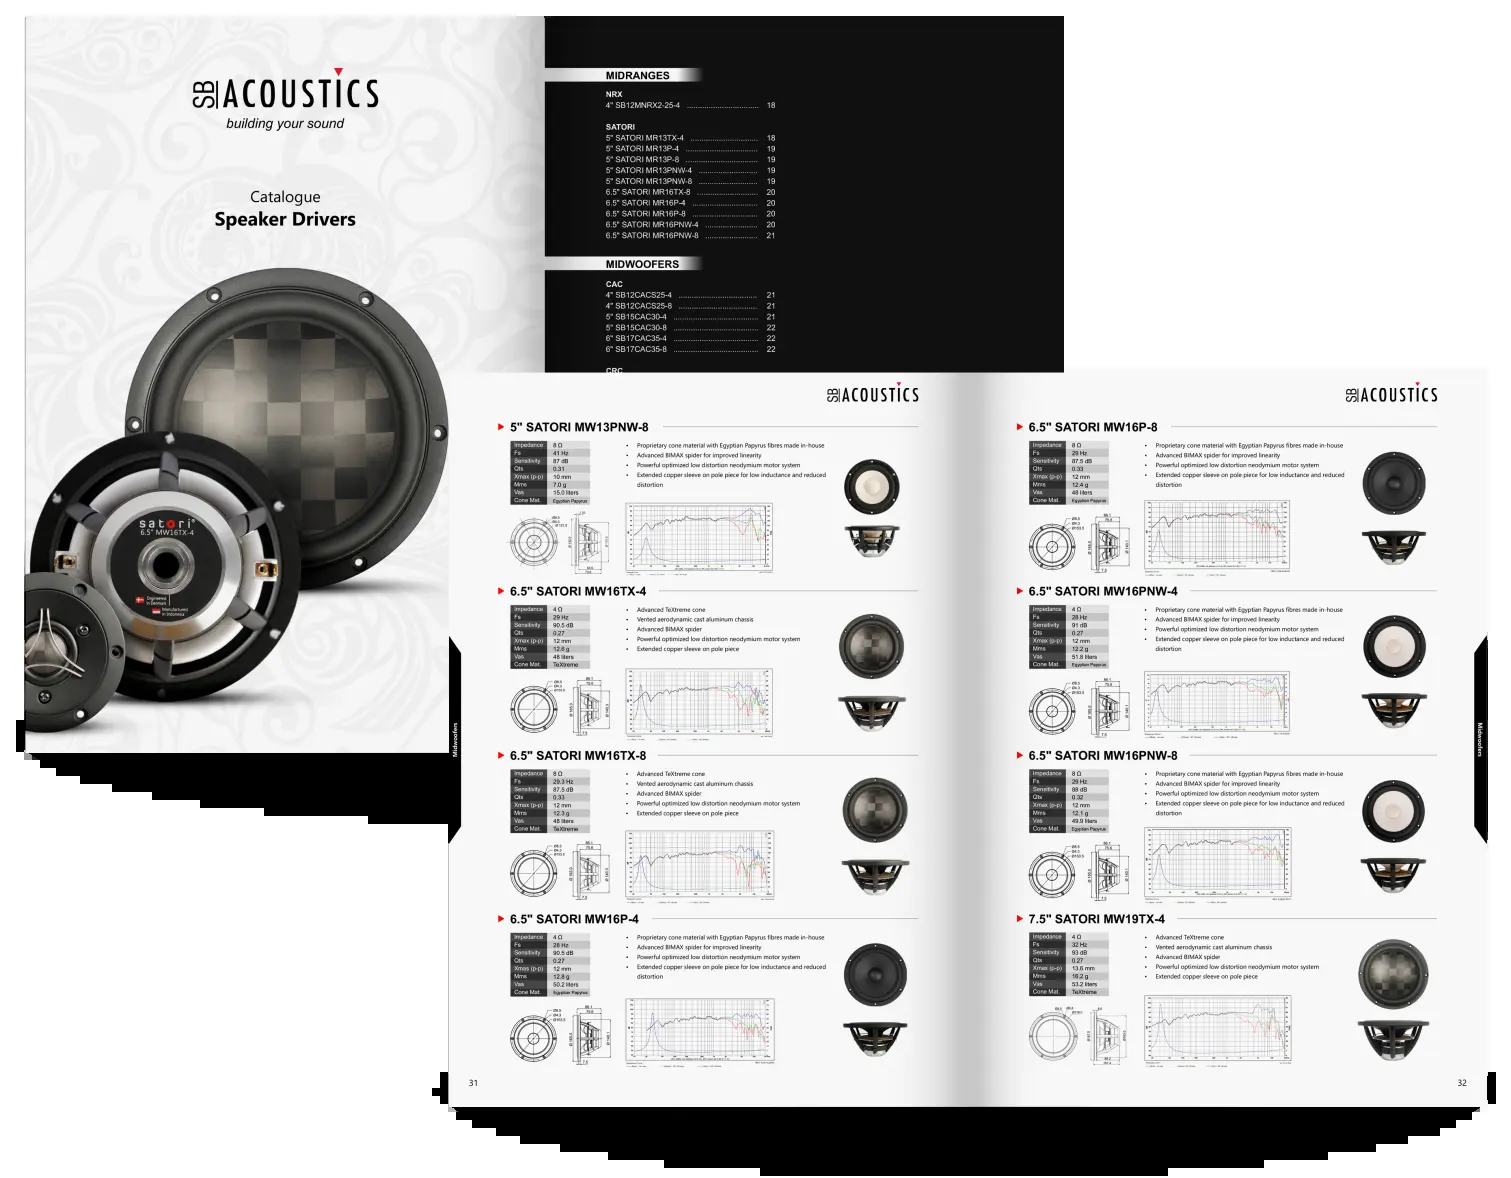 SB ACOUSTICS
building your sound
Catalogue
Speaker Drivers
satori®
6.5" MW16TX-4
Engineered
in Denmark
Manufactured
in Indonesia
MIDRANGES
NRX
4" SB12MNRX2-25-4 ................................. 18
SATORI
5" SATORI MR13TX-4 ............................... 18
5" SATORI MR13P-4 ................................. 19
5" SATORI MR13P-8 ................................. 19
5" SATORI MR13PNW-4 ........................... 19
5" SATORI MR13PNW-8 ........................... 19
6.5" SATORI MR16TX-8 ............................ 20
6.5" SATORI MR16P-4 .............................. 20
6.5" SATORI MR16P-8 .............................. 20
6.5" SATORI MR16PNW-4 ........................ 20
6.5" SATORI MR16PNW-8 ........................ 21
MIDWOOFERS
CAC
4" SB12CACS25-4 .................................... 21
4" SB12CACS25-8 .................................... 21
5" SB15CAC30-4 ....................................... 21
5" SB15CAC30-8 ....................................... 22
6" SB17CAC35-4 ....................................... 22
6" SB17CAC35-8 ....................................... 22
CRC
SB ACOUSTICS
5" SATORI MW13PNW-8
Impedance 8 Ω
Fs 41 Hz
Sensitivity 87 dB
Qts 0.31
Xmax (p-p) 10 mm
Mms 7.0 g
Vas 15.0 liters
Cone Mat. Egyptian Papyrus
• Proprietary cone material with Egyptian Papyrus fibres made in-house
• Advanced BIMAX spider for improved linearity
• Powerful optimized low distortion neodymium motor system
• Extended copper sleeve on pole piece for low inductance and reduced
distortion
6.5" SATORI MW16TX-4
Impedance 4 Ω
Fs 29 Hz
Sensitivity 90.5 dB
Qts 0.27
Xmax (p-p) 12 mm
Mms 12.6 g
Vas 48 liters
Cone Mat. TeXtreme
• Advanced TeXtreme cone
• Vented aerodynamic cast aluminum chassis
• Advanced BIMAX spider
• Powerful optimized low distortion neodymium motor system
• Extended copper sleeve on pole piece
6.5" SATORI MW16TX-8
Impedance 8 Ω
Fs 29.3 Hz
Sensitivity 87.5 dB
Qts 0.33
Xmax (p-p) 12 mm
Mms 12.3 g
Vas 48 liters
Cone Mat. TeXtreme
• Advanced TeXtreme cone
• Vented aerodynamic cast aluminum chassis
• Advanced BIMAX spider
• Powerful optimized low distortion neodymium motor system
• Extended copper sleeve on pole piece
6.5" SATORI MW16P-4
Impedance 4 Ω
Fs 28 Hz
Sensitivity 90.5 dB
Qts 0.27
Xmax (p-p) 12 mm
Mms 12.8 g
Vas 50.2 liters
Cone Mat. Egyptian Papyrus
• Proprietary cone material with Egyptian Papyrus fibres made in-house
• Advanced BIMAX spider for improved linearity
• Powerful optimized low distortion neodymium motor system
• Extended copper sleeve on pole piece for low inductance and reduced
distortion
31
Midwoofers
SB ACOUSTICS
6.5" SATORI MW16P-8
Impedance 8 Ω
Fs 29 Hz
Sensitivity 87.5 dB
Qts 0.33
Xmax (p-p) 12 mm
Mms 12.4 g
Vas 48 liters
Cone Mat. Egyptian Papyrus
• Proprietary cone material with Egyptian Papyrus fibres made in-house
• Advanced BIMAX spider for improved linearity
• Powerful optimized low distortion neodymium motor system
• Extended copper sleeve on pole piece for low inductance and reduced
distortion
6.5" SATORI MW16PNW-4
Impedance 4 Ω
Fs 28 Hz
Sensitivity 91 dB
Qts 0.27
Xmax (p-p) 12 mm
Mms 12.2 g
Vas 51.8 liters
Cone Mat. Egyptian Papyrus
• Proprietary cone material with Egyptian Papyrus fibres made in-house
• Advanced BIMAX spider for improved linearity
• Powerful optimized low distortion neodymium motor system
• Extended copper sleeve on pole piece for low inductance and reduced
distortion
6.5" SATORI MW16PNW-8
Impedance 8 Ω
Fs 29 Hz
Sensitivity 88 dB
Qts 0.32
Xmax (p-p) 12 mm
Mms 12.1 g
Vas 49.9 liters
Cone Mat. Egyptian Papyrus
• Proprietary cone material with Egyptian Papyrus fibres made in-house
• Advanced BIMAX spider for improved linearity
• Powerful optimized low distortion neodymium motor system
• Extended copper sleeve on pole piece for low inductance and reduced
distortion
7.5" SATORI MW19TX-4
Impedance 4 Ω
Fs 32 Hz
Sensitivity 93 dB
Qts 0.27
Xmax (p-p) 13.6 mm
Mms 16.2 g
Vas 53.2 liters
Cone Mat. TeXtreme
• Advanced TeXtreme cone
• Vented aerodynamic cast aluminum chassis
• Advanced BIMAX spider
• Powerful optimized low distortion neodymium motor system
• Extended copper sleeve on pole piece
32
Midwoofers